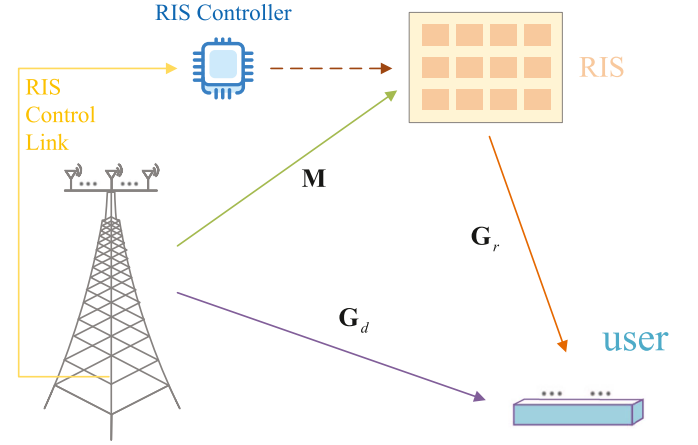 RIS Controller
RIS
Control
Link
RIS
M
G_r
G_d
user